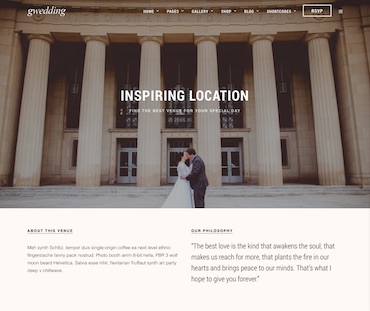 gwedding
HOME PAGES GALLERY SHOP BLOG SHORTCODES RSVP
INSPIRING LOCATION
FIND THE BEST VENUE FOR YOUR SPECIAL DAY
ABOUT THIS VENUE
Meh synth Schlitz, tempor duis single-origin coffee ea next level ethnic
fingerstache fanny pack nostrud. Photo booth anim 8-bit hella, PBR 3 wolf
moon beard Helvetica. Salvia esse nihil, flexitarian Truffaut synth art party
deep v chillwave.
OUR PHILOSOPHY
"The best love is the kind that awakens the soul; that
makes us reach for more, that plants the fire in our
hearts and brings peace to our minds. That's what I
hope to give you forever."